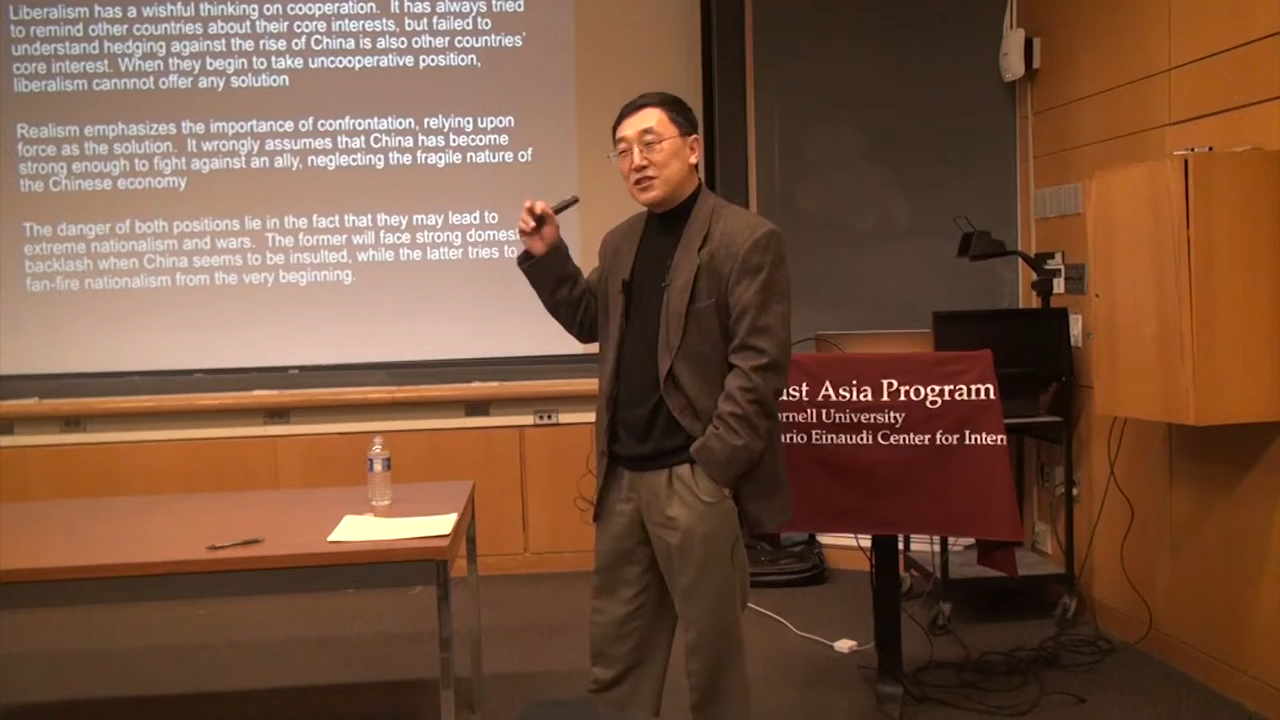 Liberalism has a wishful thinking on cooperation. It has always tried
to remind other countries about their core interests, but failed to
understand hedging against the rise of China is also other countries'
core interest. When they begin to take uncooperative position,
liberalism cannnot offer any solution
Realism emphasizes the importance of confrontation, relying upon
force as the solution. It wrongly assumes that China has become
strong enough to fight against an ally, neglecting the fragile nature of
the Chinese economy
The danger of both positions lie in the fact that they may lead to
extreme nationalism and wars. The former will face strong domes
backlash when China seems to be insulted, while the latter tries to
fan-fire nationalism from the very beginning.
ast Asia Program
rnell University
ario Einaudi Center for Inter